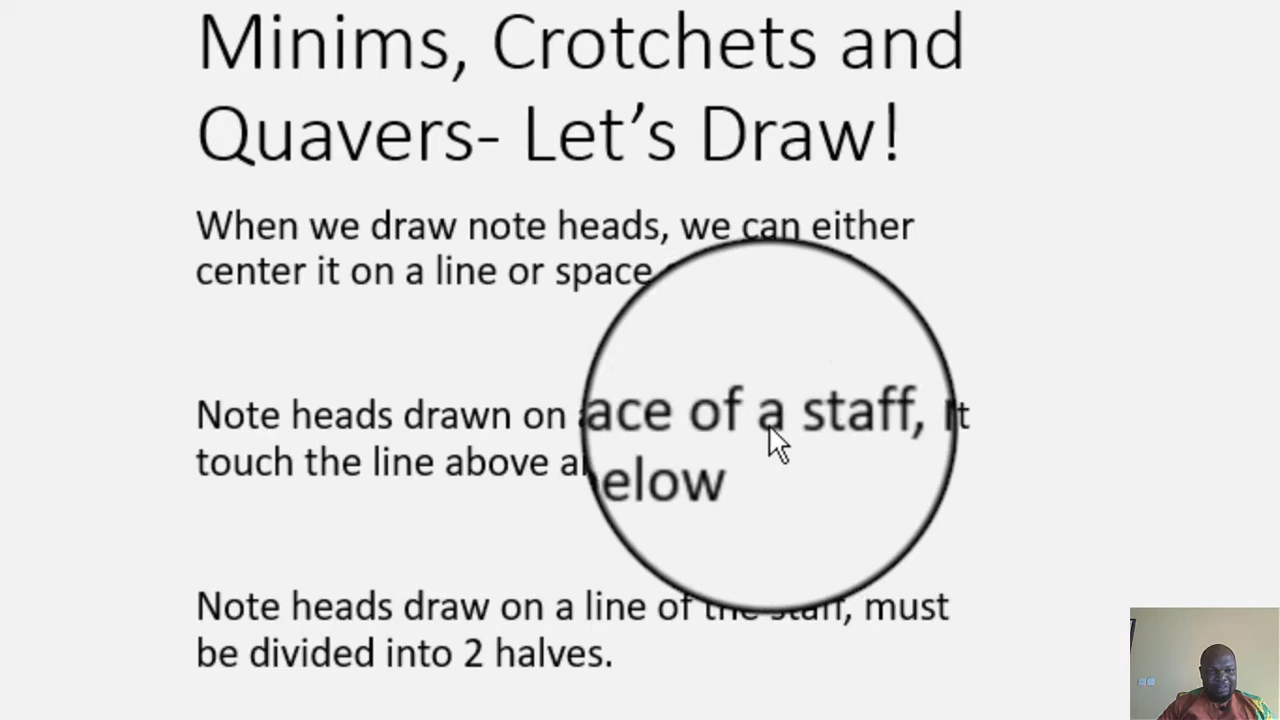 Minims, Crotchets and
Quavers- Let’s Draw!
When we draw note heads, we can either
center it on a line or space
Note heads drawn on ace of a staff, It
touch the line above elow
Note heads draw on a line of the staff, must
be divided into 2 halves.